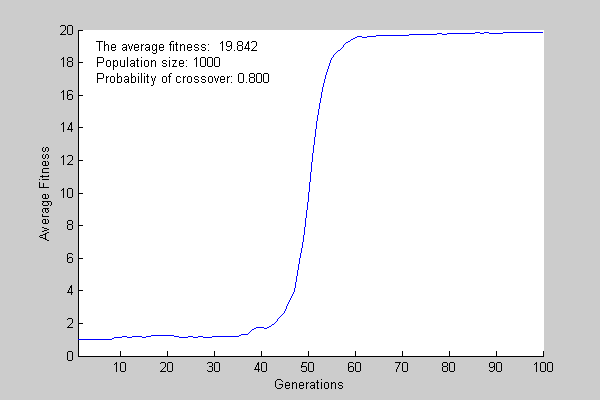 The average fitness: 19.842
Population size: 1000
Probability of crossover: 0.800
20
18
16
14
12
10
8
6
4
2
0
Average Fitness
10 20 30 40 50 60 70 80 90 100
Generations